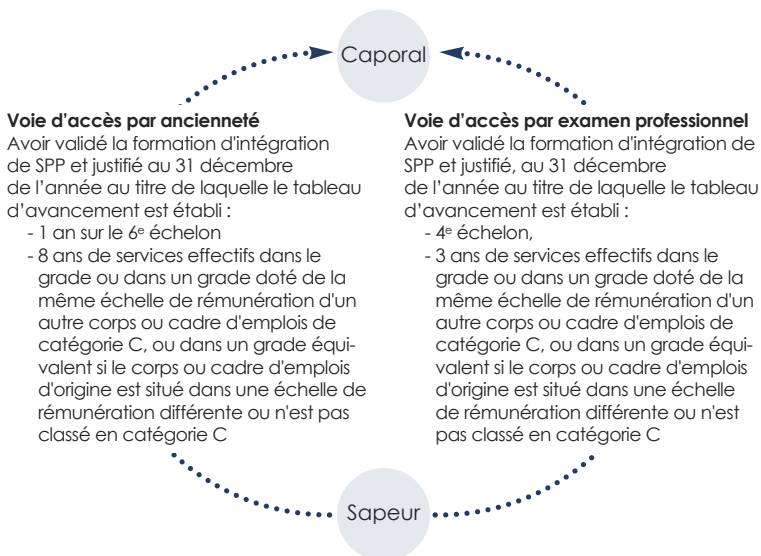 Caporal
Voie d'accès par ancienneté
Avoir validé la formation d'intégration
de SPP et justifié au 31 décembre
de l'année au titre de laquelle le tableau
d'avancement est établi :
- 1 an sur le 6e échelon
- 8 ans de services effectifs dans le
grade ou dans un grade doté de la
même échelle de rémunération d'un
autre corps ou cadre d'emplois de
catégorie C, ou dans un grade équi-
valent si le corps ou cadre d'emplois
d'origine est situé dans une échelle de
rémunération différente ou n'est pas
classé en catégorie C
Voie d'accès par examen professionnel
Avoir validé la formation d'intégration de
SPP et justifié, au 31 décembre
de l'année au titre de laquelle le tableau
d'avancement est établi :
- 4e échelon,
- 3 ans de services effectifs dans le
grade ou dans un grade doté de la
même échelle de rémunération d'un
autre corps ou cadre d'emplois de
catégorie C, ou dans un grade équi-
valent si le corps ou cadre d'emplois
d'origine est situé dans une échelle
de rémunération différente ou n'est
pas classé en catégorie C
Sapeur